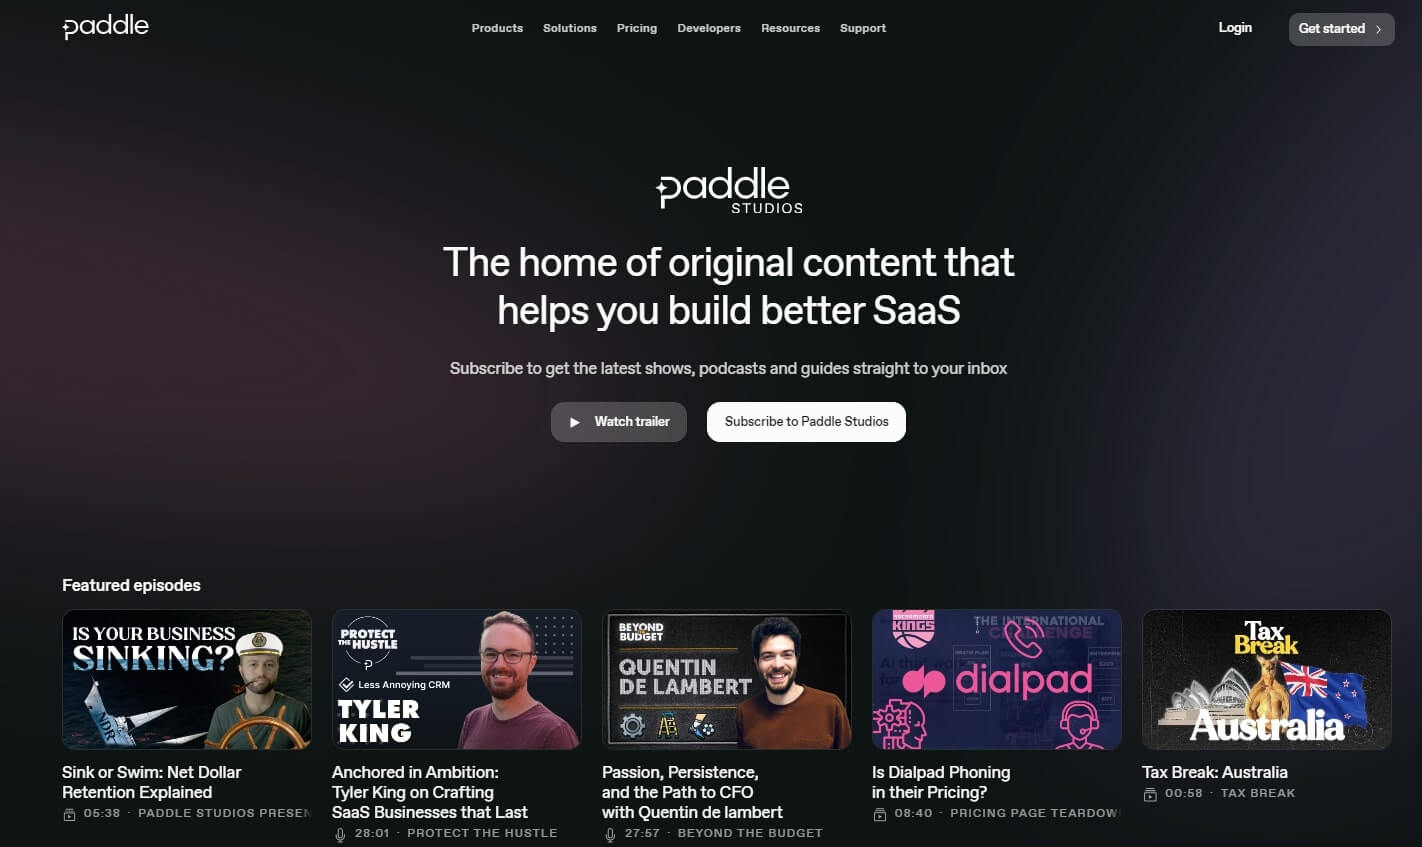 paddle
Products Solutions Pricing Developers Resources Support
Login
Get started
paddle
STUDIOS
The home of original content that
helps you build better SaaS
Subscribe to get the latest shows, podcasts and guides straight to your inbox
Watch trailer
Subscribe to Paddle Studios
Featured episodes
IS YOUR BUSINESS
SINKING?
NDR
Sink or Swim: Net Dollar
Retention Explained
05:38 · PADDLE STUDIOS PRESEN
PROTECT
THE HUSTLE
Less Annoying CRM
TYLER
KING
Anchored in Ambition:
Tyler King on Crafting
SaaS Businesses that Last
28:01 · PROTECT THE HUSTLE
BEYOND
THE BUDGET
QUENTIN
DE LAMBERT
Passion, Persistence,
and the Path to CFO
with Quentin de lambert
27:57 · BEYOND THE BUDGET
SACRAMENTO
KINGS
THE INTERNATIONAL
CHALLENGE
dialpad
Is Dialpad Phoning
in their Pricing?
08:40 · PRICING PAGE TEARDOW
Tax
Break
Australia
Tax Break: Australia
00:58 · TAX BREAK